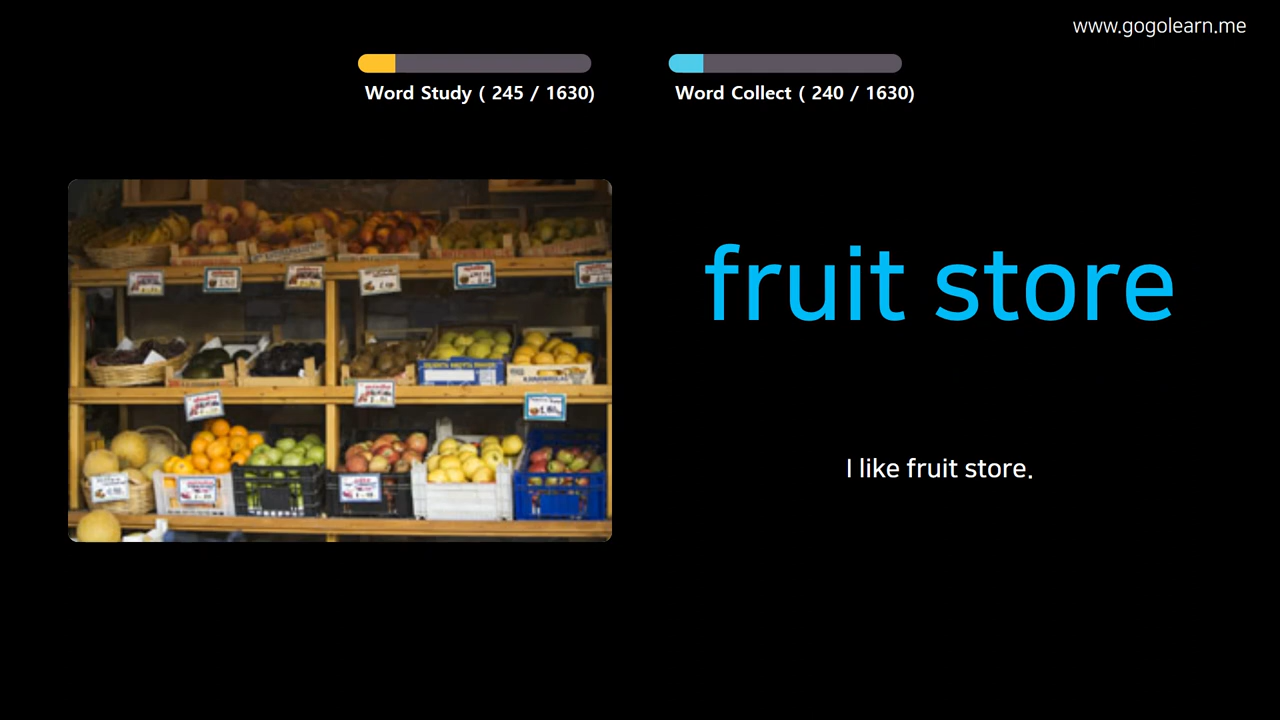 www.gogolearn.me
Word Study ( 245 / 1630)
Word Collect ( 240 / 1630)
fruit store
I like fruit store.